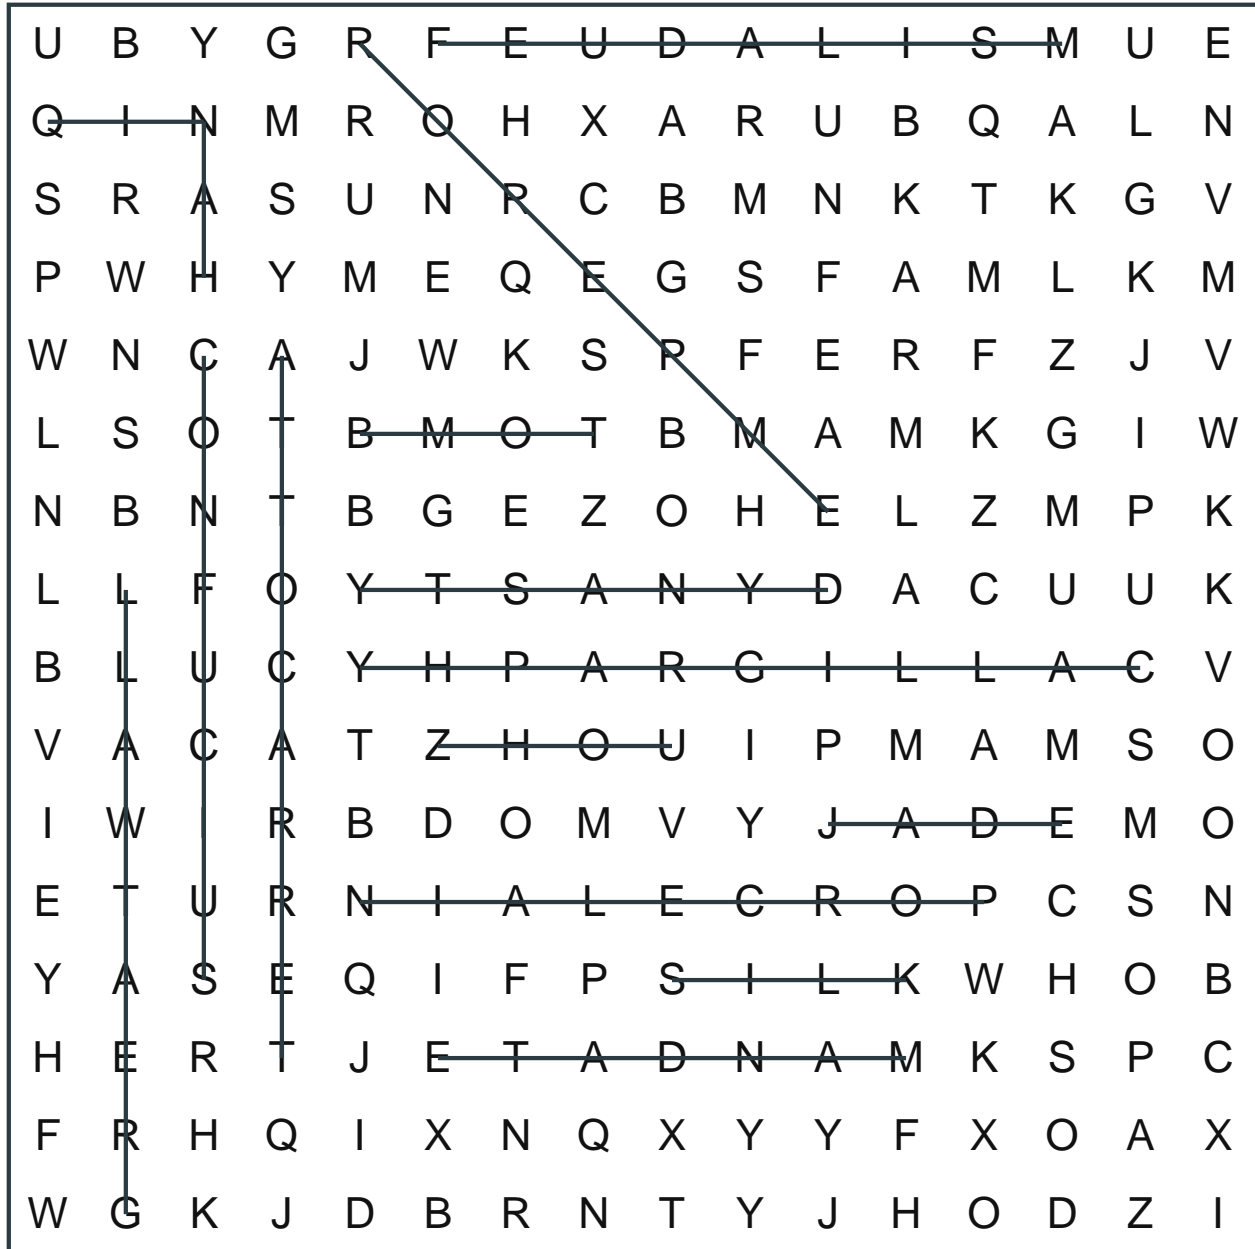 U B Y G R F E U D A L I S M U E
Q I N M R O H X A R U B Q A L N
S R A S U N R C B M N K T K G V
P W H Y M E Q E G S F A M L K M
W N C A J W K S P F E R F Z J V
L S O T B M O T B M A M K G I W
N B N T B G E Z O H E L Z M P K
L L F O Y T S A N Y D A C U U K
B L U C Y H P A R G I L L A C V
V A C A T Z H O U I P M A M S O
I W I R B D O M V Y J A D E M O
E T U R N I A L E C R O P C S N
Y A S E Q I F P S I L K W H O B
H E R T J E T A D N A M K S P C
F R H Q I X N Q X Y Y F X O A X
W G K J D B R N T Y J H O D Z I